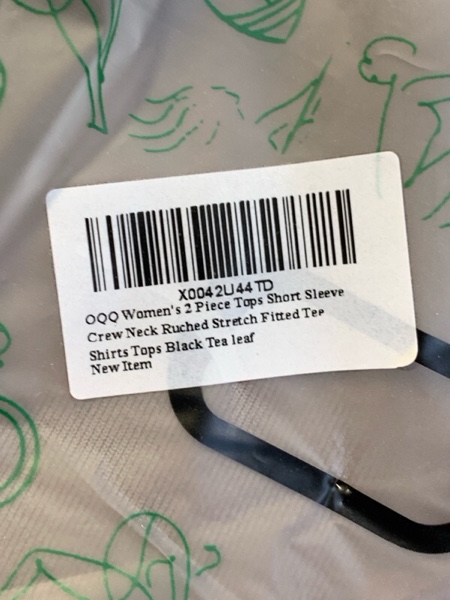 X0042U44TD
OQQ Women's 2 Piece Tops Short Sleeve
Crew Neck Ruched Stretch Fitted Tee
Shirts Tops Black Tea leaf
New Item